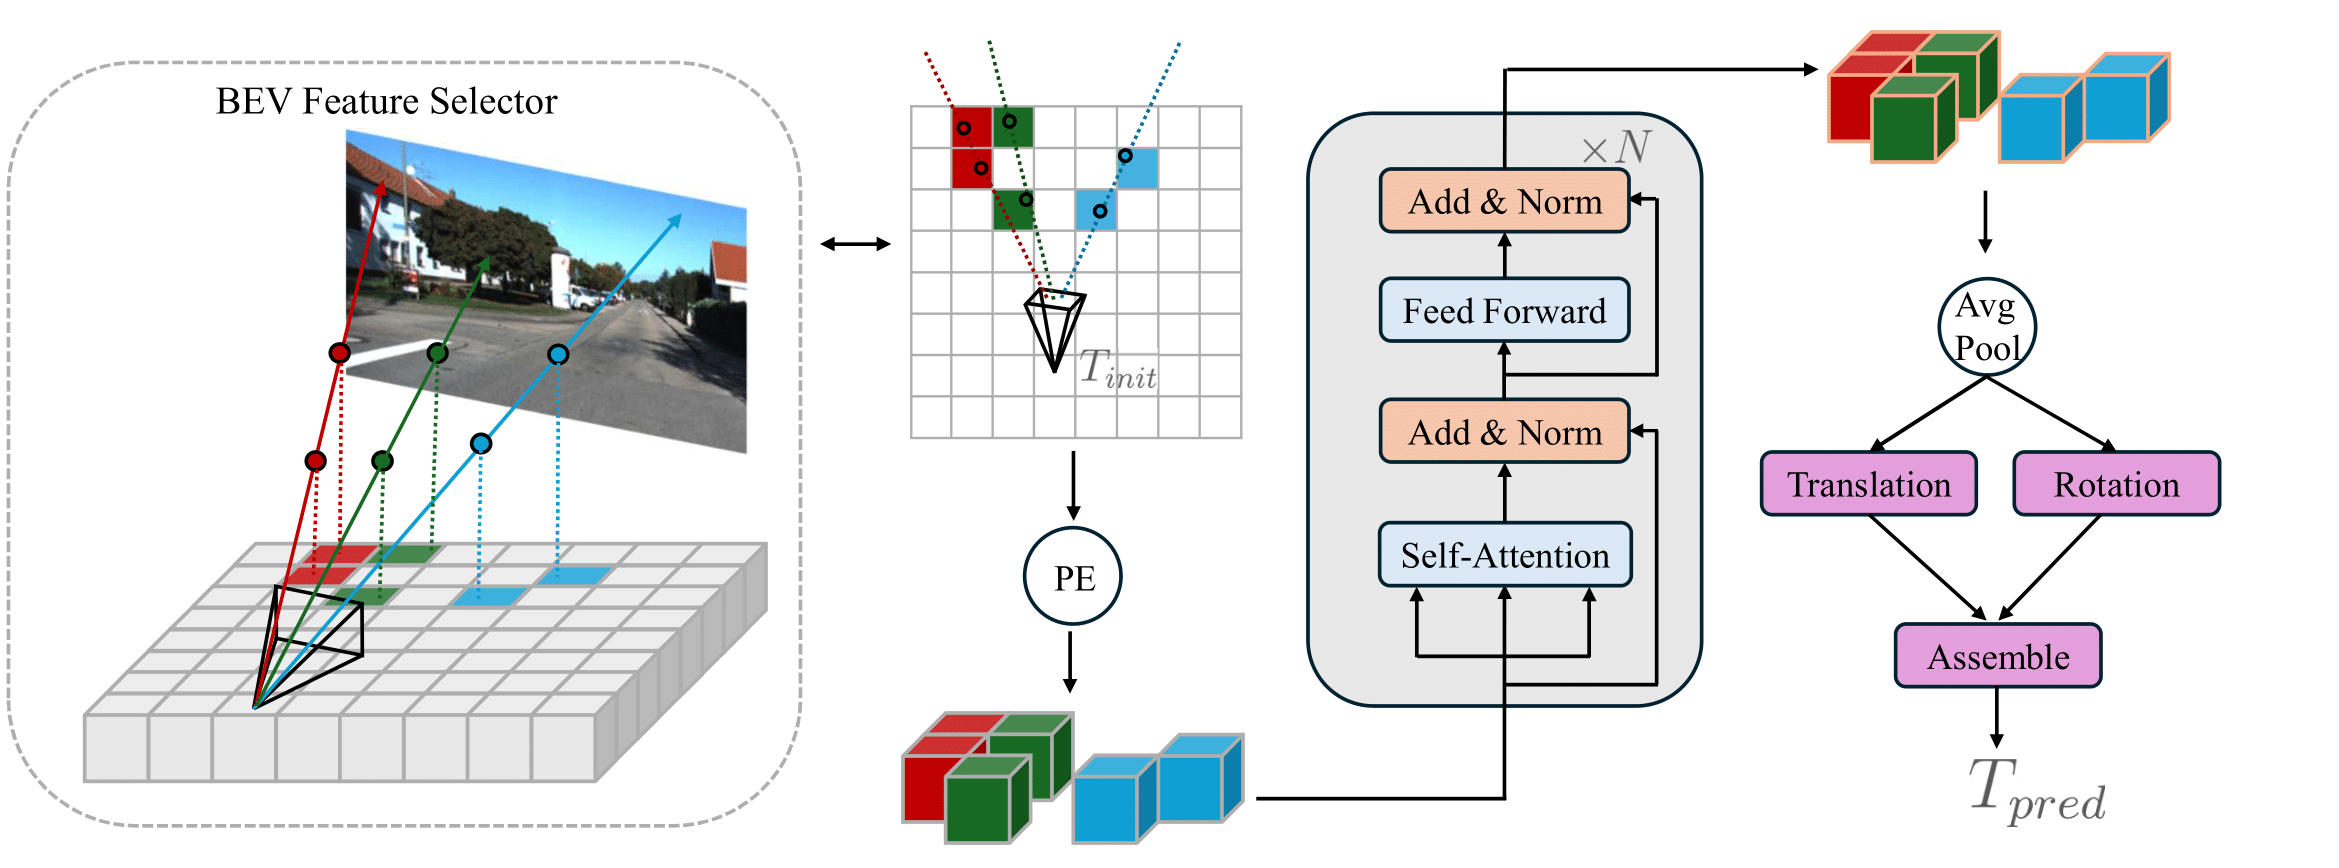 BEV Feature Selector
T_{init}
PE
×N
Add & Norm
Feed Forward
Add & Norm
Self-Attention
Avg
Pool
Translation
Rotation
Assemble
T_{pred}